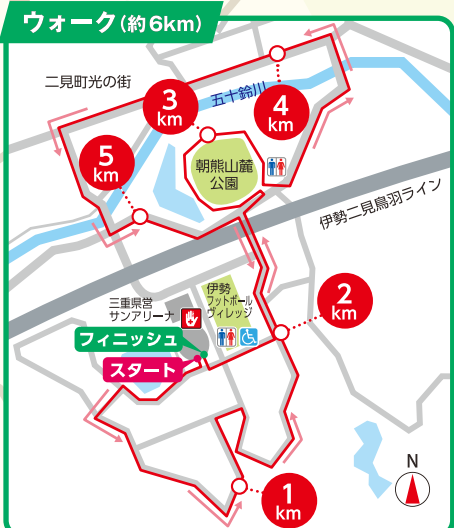 ウォーク(約6km)
二見町光の街
五十鈴川
3
km
4
km
5
km
朝熊山麓
公園
伊勢二見鳥羽ライン
三重県営
サンアリーナ
伊勢
フットボール
ヴィレッジ
2
km
フィニッシュ
スタート
1
km
N